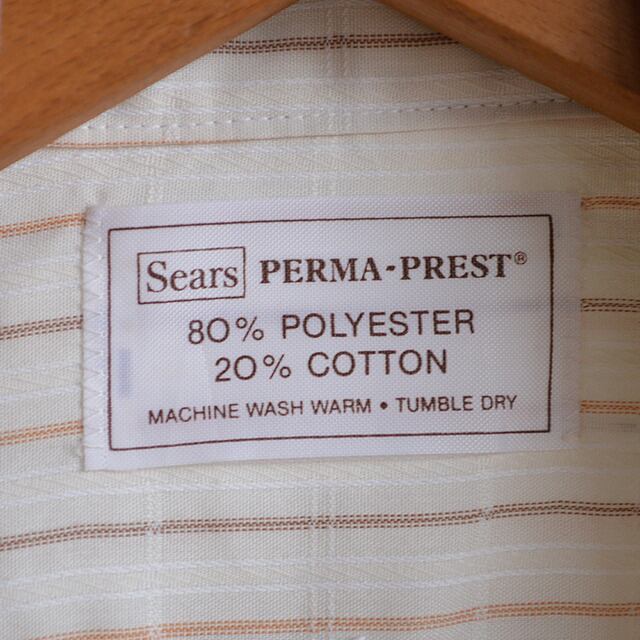 Sears PERMA-PREST®
80% POLYESTER
20% COTTON
MACHINE WASH WARM • TUMBLE DRY